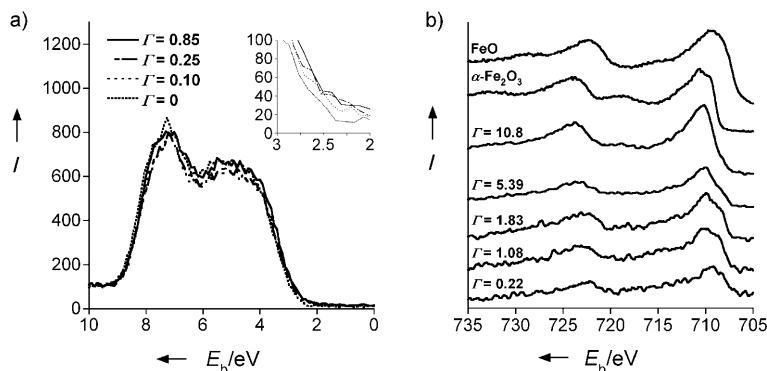 a)
1200
1000
800
600
400
200
0
I
Γ = 0.85
Γ = 0.25
Γ = 0.10
Γ = 0
100
80
60
40
20
0
3 2.5 2
10 8 6 4 2 0
E_b/eV
b)
I
FeO
α-Fe₂O₃
Γ = 10.8
Γ = 5.39
Γ = 1.83
Γ = 1.08
Γ = 0.22
735 730 725 720 715 710 705
E_b/eV